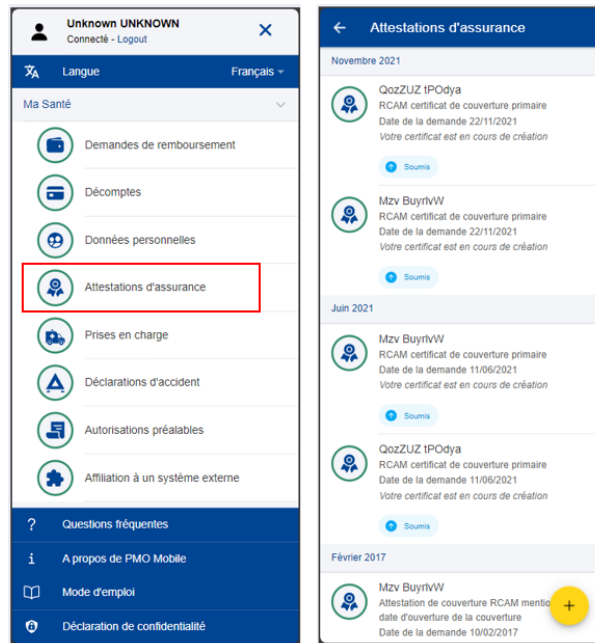 Unknown UNKNOWN
Connecté - Logout
Langue
Français
Ma Santé
Demandes de remboursement
Décomptes
Données personnelles
Attestations d'assurance
Prises en charge
Déclarations d'accident
Autorisations préalables
Affiliation à un système externe
Questions fréquentes
A propos de PMO Mobile
Mode d'emploi
Déclaration de confidentialité
Attestations d'assurance
Novembre 2021
QozZUZ tPOdya
RCAM certificat de couverture primaire
Date de la demande 22/11/2021
Votre certificat est en cours de création
Soumis
Mzv BuyrlvW
RCAM certificat de couverture primaire
Date de la demande 22/11/2021
Votre certificat est en cours de création
Soumis
Juin 2021
Mzv BuyrlvW
RCAM certificat de couverture primaire
Date de la demande 11/06/2021
Votre certificat est en cours de création
Soumis
QozZUZ tPOdya
RCAM certificat de couverture primaire
Date de la demande 11/06/2021
Votre certificat est en cours de création
Soumis
Février 2017
Mzv BuyrlvW
Attestation de couverture RCAM mentio
date d'ouverture de la couverture
Date de la demande 10/02/2017